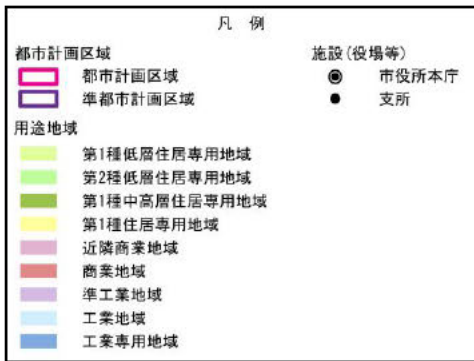 凡 例
都市計画区域
都市計画区域
準都市計画区域
施設(役場等)
市役所本庁
支所
用途地域
第1種低層住居専用地域
第2種低層住居専用地域
第1種中高層住居専用地域
第1種住居専用地域
近隣商業地域
商業地域
準工業地域
工業地域
工業専用地域